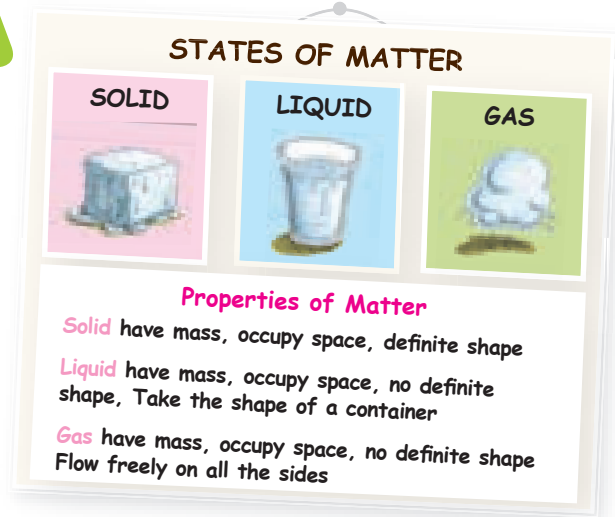 STATES OF MATTER
SOLID
LIQUID
GAS
Properties of Matter
Solid have mass, occupy space, definite shape
Liquid have mass, occupy space, no definite
shape, Take the shape of a container
Gas have mass, occupy space, no definite shape
Flow freely on all the sides